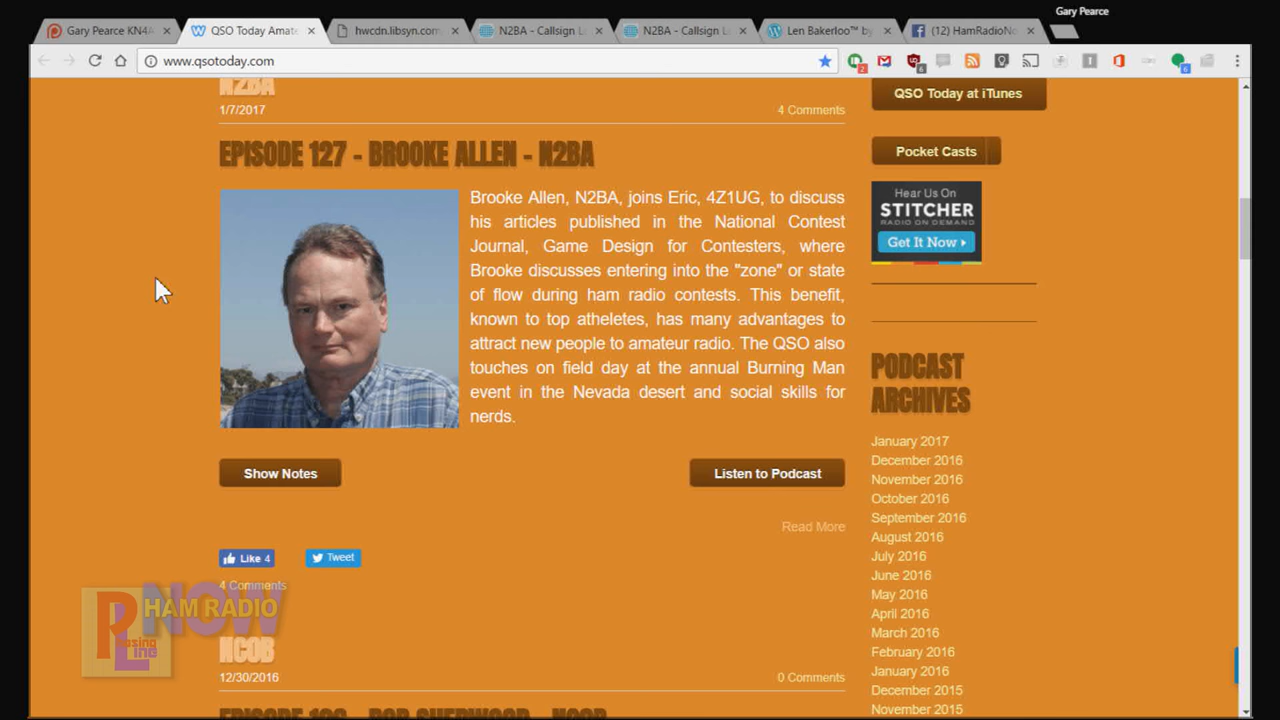 Gary Pearce
Gary Pearce KN4A
QSO Today Amate
hwcdn.libsyn.com
N2BA - Callsign L
N2BA - Callsign L
Len Bakerloo™ by
(12) HamRadioNo
www.qsotoday.com
2
6
6
N2BA
1/7/2017
4 Comments
EPISODE 127 - BROOKE ALLEN - N2BA
Brooke Allen, N2BA, joins Eric, 4Z1UG, to discuss
his articles published in the National Contest
Journal, Game Design for Contesters, where
Brooke discusses entering into the "zone" or state
of flow during ham radio contests. This benefit,
known to top atheletes, has many advantages to
attract new people to amateur radio. The QSO also
touches on field day at the annual Burning Man
event in the Nevada desert and social skills for
nerds.
Show Notes
Listen to Podcast
Read More
Like 4
Tweet
4 Comments
NC0B
12/30/2016
0 Comments
EPISODE 126 - ROB SHERWOOD - NC0B
QSO Today at iTunes
Pocket Casts
Hear Us On
STITCHER
RADIO ON DEMAND
Get It Now
PODCAST
ARCHIVES
January 2017
December 2016
November 2016
October 2016
September 2016
August 2016
July 2016
June 2016
May 2016
April 2016
March 2016
February 2016
January 2016
December 2015
November 2015
HAM RADIO
NOW